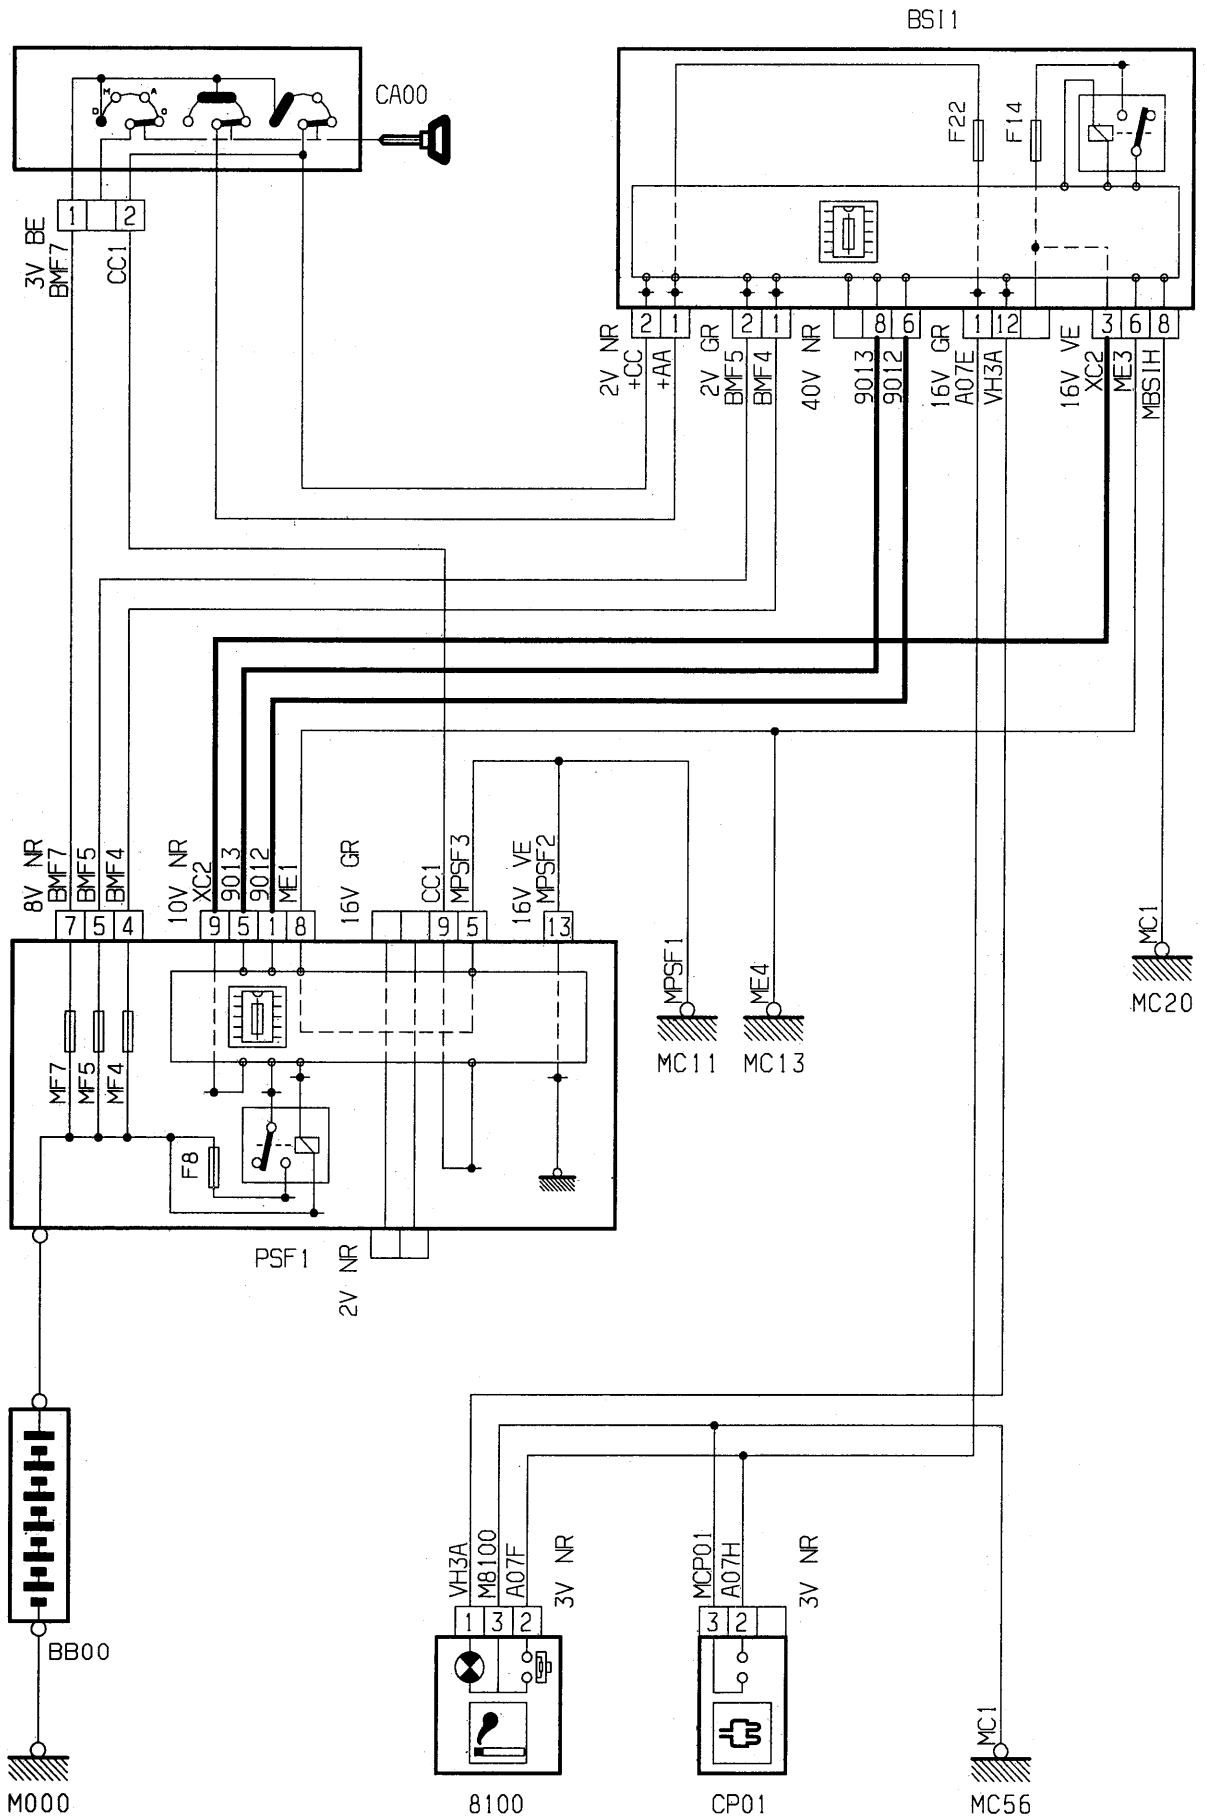 BSI1
CA00
M
A
D
D
F22
F14
1
2
3V BE
BMF7
CC1
2
1
2
1
8
6
1
12
3
6
8
2V NR
+CC
+AA
2V GR
BMF5
BMF4
40V NR
9013
9012
16V GR
A07E
VH3A
16V VE
XC2
ME3
MBSIH
8V NR
BMF7
BMF5
BMF4
10V NR
XC2
9013
9012
ME1
16V GR
CC1
MPSF3
16V VE
MPSF2
7
5
4
9
5
1
8
9
5
13
MPSF1
ME4
MC1
MC11
MC13
MC20
MF7
MF5
MF4
F8
PSF1
2V NR
BB00
M000
VH3A
M8100
A07F
3V NR
MCP01
A07H
3V NR
1
3
2
3
2
MC1
8100
CP01
MC56